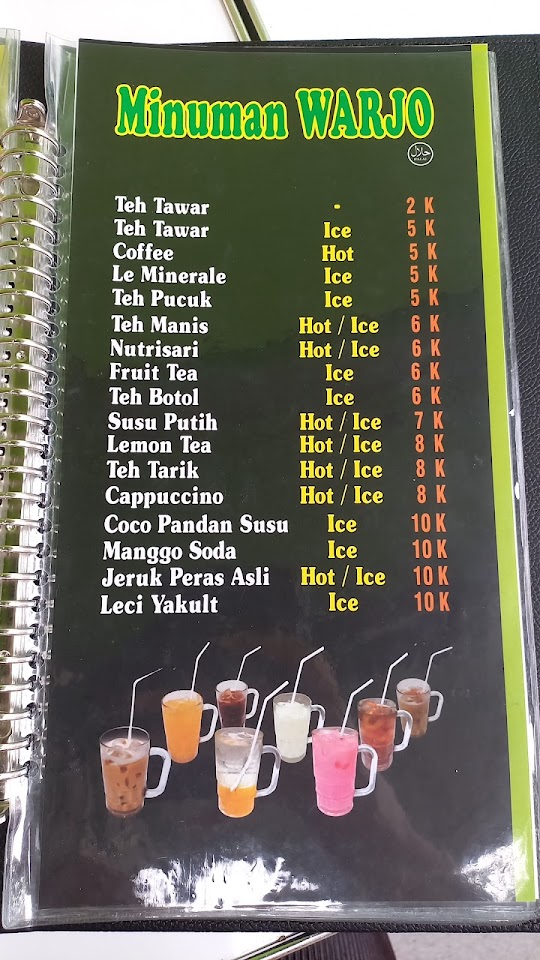 Minuman WARJO
حلال
HALAL
Teh Tawar - 2 K
Teh Tawar Ice 5 K
Coffee Hot 5 K
Le Minerale Ice 5 K
Teh Pucuk Ice 5 K
Teh Manis Hot / Ice 6 K
Nutrisari Hot / Ice 6 K
Fruit Tea Ice 6 K
Teh Botol Ice 6 K
Susu Putih Hot / Ice 7 K
Lemon Tea Hot / Ice 8 K
Teh Tarik Hot / Ice 8 K
Cappuccino Hot / Ice 8 K
Coco Pandan Susu Ice 10 K
Manggo Soda Ice 10 K
Jeruk Peras Asli Hot / Ice 10 K
Leci Yakult Ice 10 K